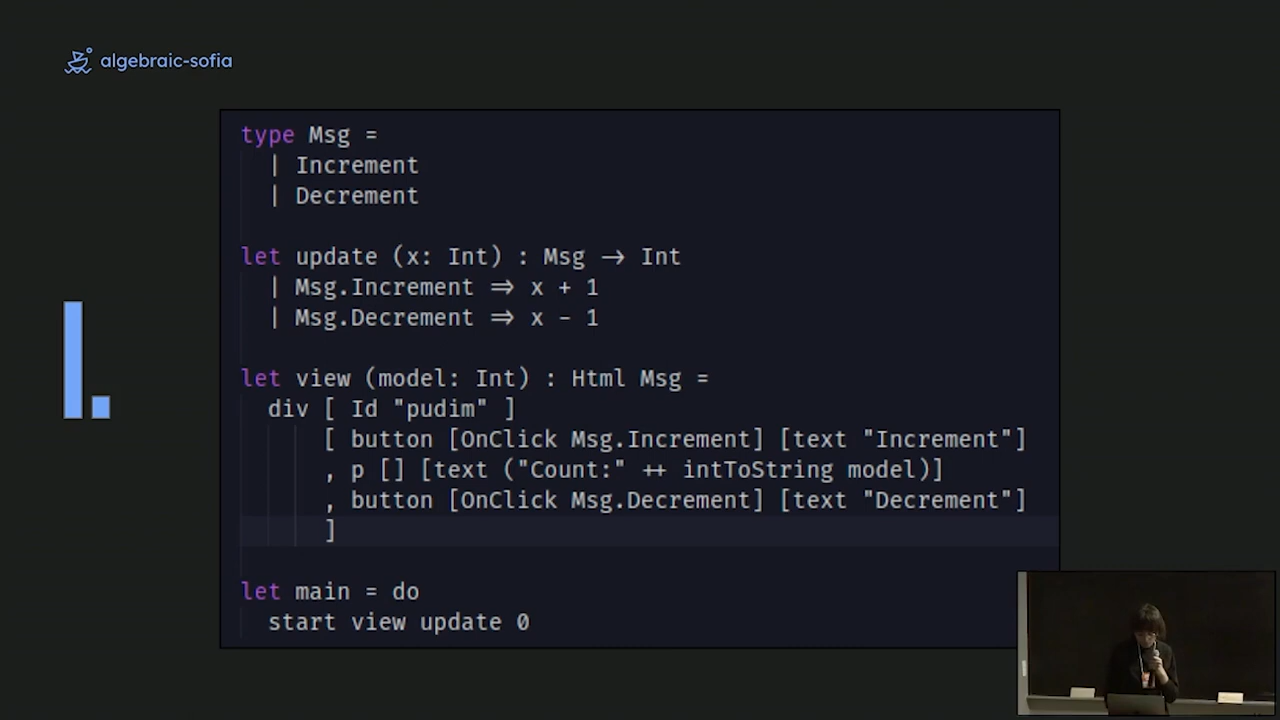 algebraic-sofia
type Msg =
| Increment
| Decrement
let update (x: Int) : Msg → Int
| Msg.Increment ⇒ x + 1
| Msg.Decrement ⇒ x - 1
let view (model: Int) : Html Msg =
div [ Id "pudim" ]
[ button [OnClick Msg.Increment] [text "Increment"]
, p [] [text ("Count:" ++ intToString model)]
, button [OnClick Msg.Decrement] [text "Decrement"]
]
let main = do
start view update 0
I.